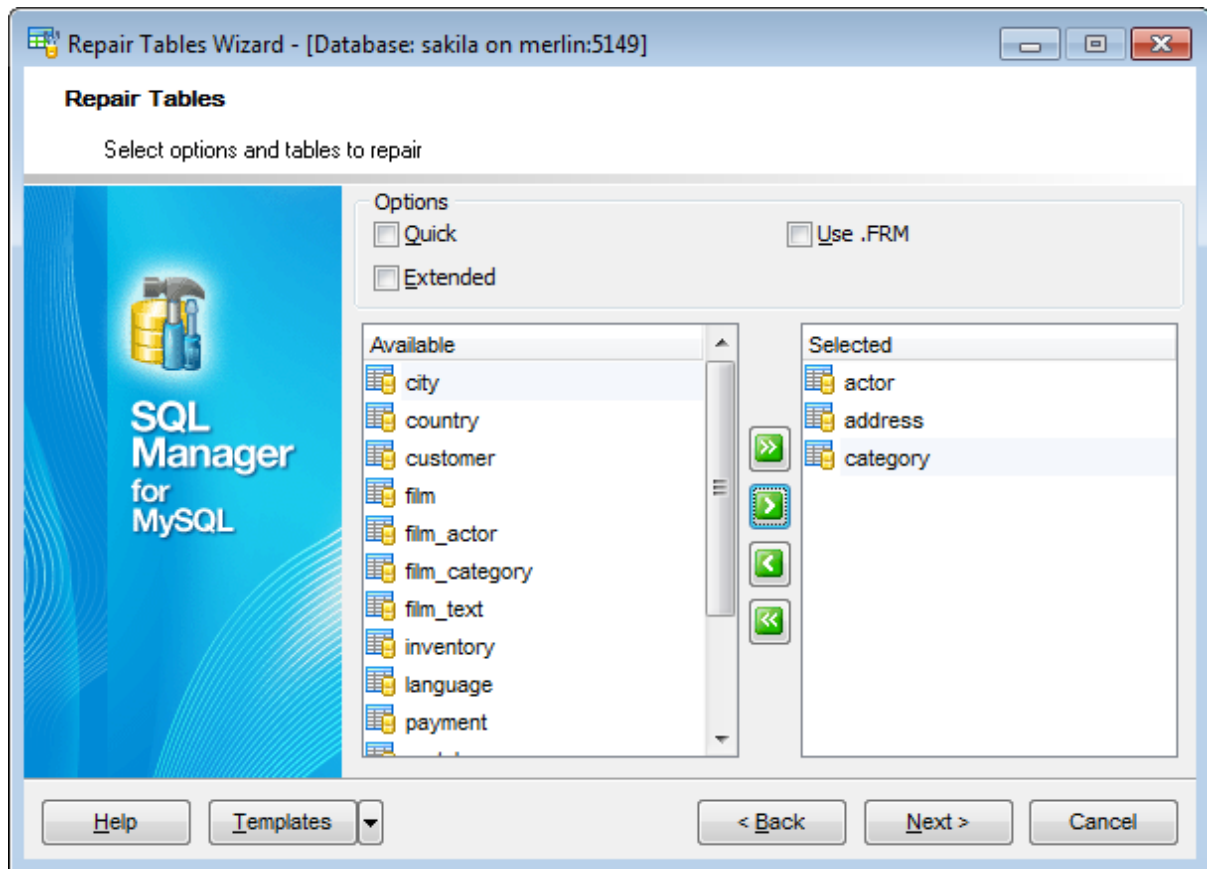 Repair Tables Wizard - [Database: sakila on merlin:5149]
Repair Tables
Select options and tables to repair
Options
Quick
Use .FRM
Extended
SQL
Manager
for
MySQL
Available
city
country
customer
film
film_actor
film_category
film_text
inventory
language
payment
Selected
actor
address
category
Help
Templates
< Back
Next >
Cancel